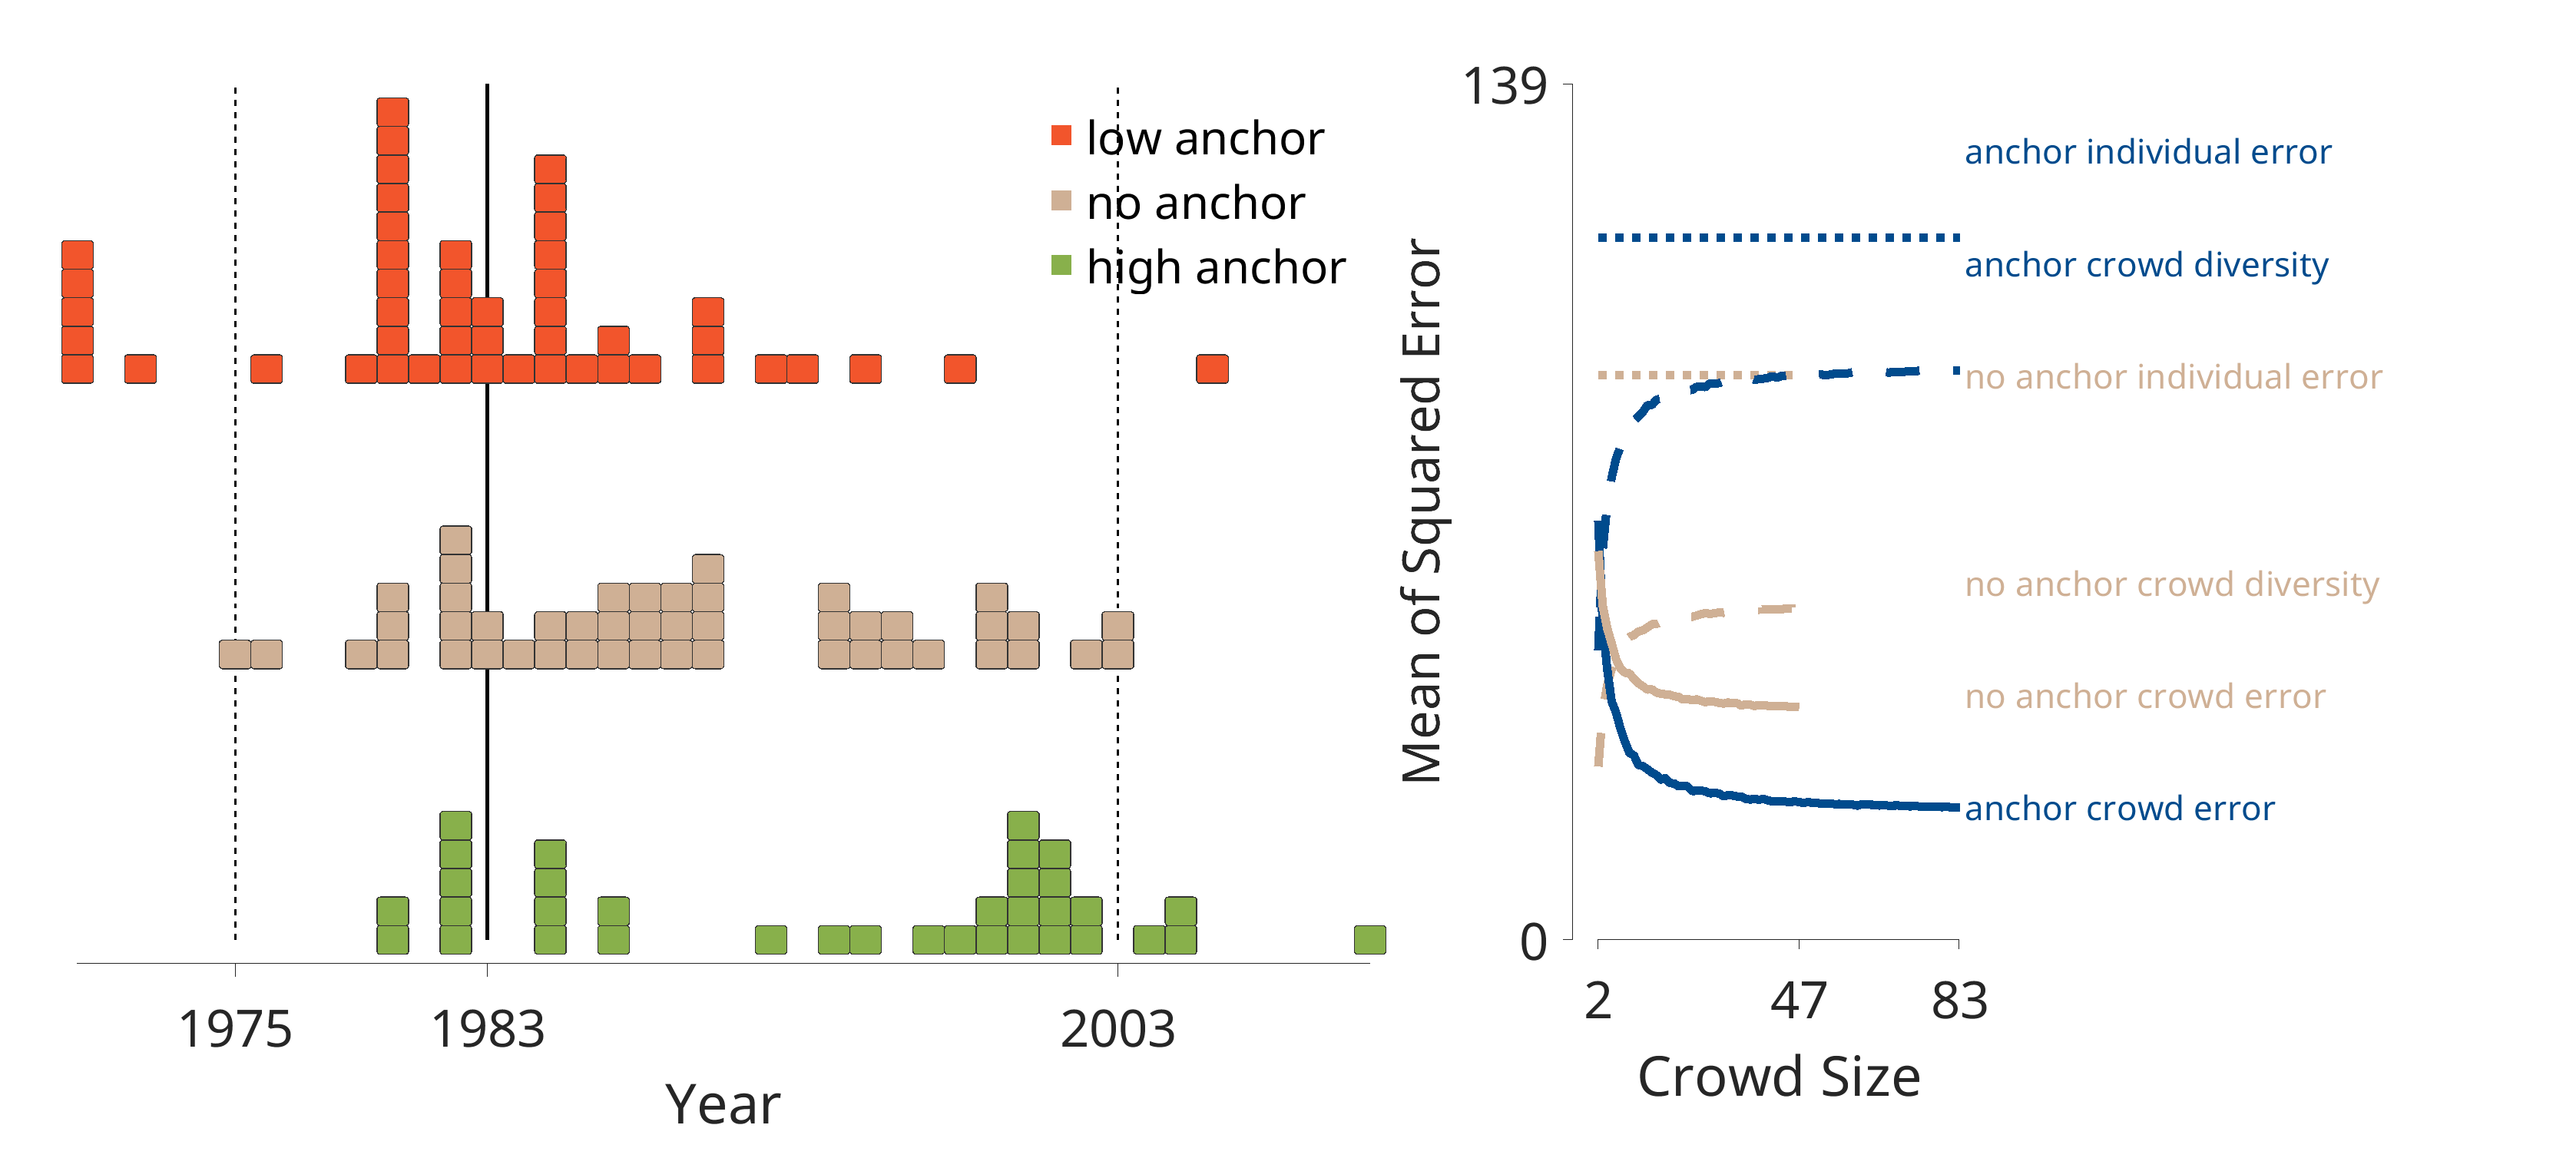 low anchor
no anchor
high anchor
1975
1983
2003
Year
139
0
Mean of Squared Error
2
47
83
Crowd Size
anchor individual error
anchor crowd diversity
no anchor individual error
no anchor crowd diversity
no anchor crowd error
anchor crowd error